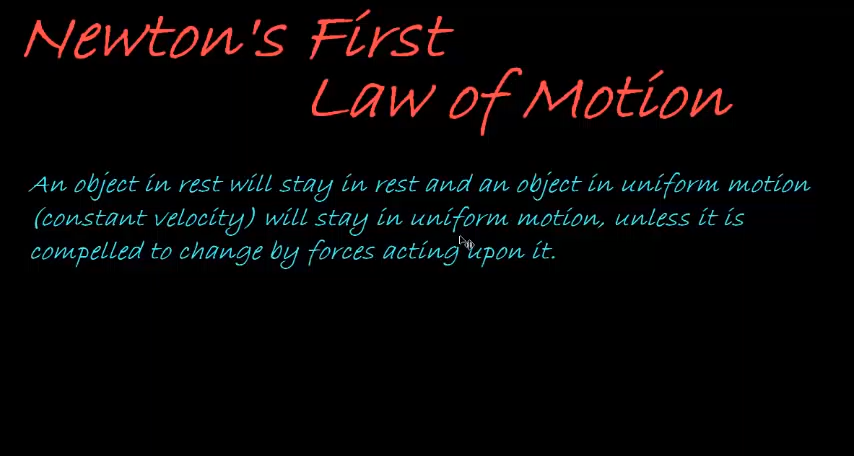 Newton's First
Law of Motion
An object in rest will stay in rest and an object in uniform motion
(constant velocity) will stay in uniform motion, unless it is
compelled to change by forces acting upon it.